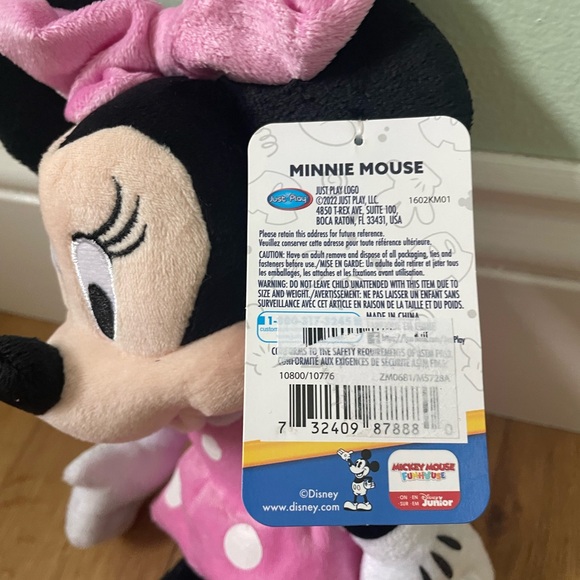 MINNIE MOUSE
Just Play
JUST PLAY LOGO
©2022 JUST PLAY, LLC.
4850 T-REX AVE, SUITE 100,
BOCA RATON, FL 33431, USA
1602KM01
Please retain this address for future reference.
Veuillez conserver cette adresse pour toute référence ultérieure.
CAUTION: Have an adult remove and dispose of all packaging, ties and
fasteners before use./MISE EN GARDE: Un adulte doit retirer et jeter tous
les emballages, les attaches et les fixations avant utilisation.
WARNING: DO NOT LEAVE CHILD UNATTENDED WITH THIS ITEM DUE TO
SIZE AND WEIGHT./AVERTISSEMENT: NE PAS LAISSER UN ENFANT SANS
SURVEILLANCE AVEC CET ARTICLE EN RAISON DE LA TAILLE ET DU POIDS.
MADE IN CHINA
Play
CONFORMS TO THE SAFETY REQUIREMENTS OF
CONFORMITÉ AUX EXIGENCES DE SÉCURITÉ
10800/10776
7 32409 87888 0
©Disney
www.disney.com
MICKEY MOUSE
FUNHOUSE
ON EN
SUR EM
Disney
Junior